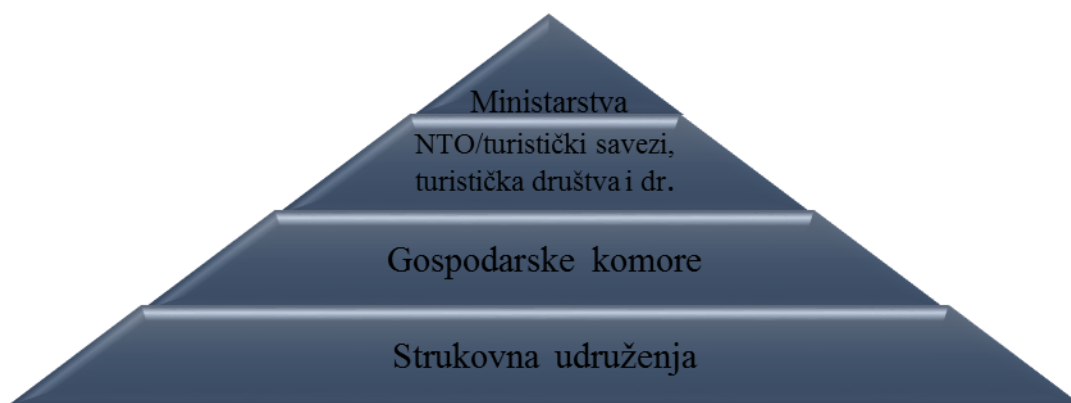 Ministarstva
NTO/turistički savezi,
turistička društva i dr.
Gospodarske komore
Strukovna udruženja